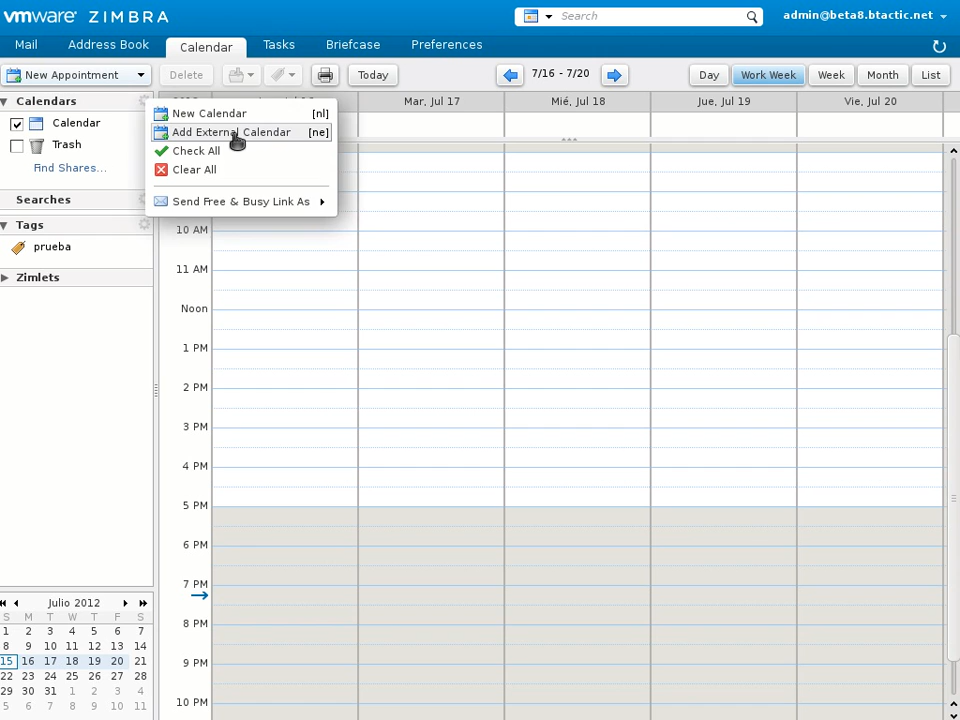 vmware ZIMBRA
Search
admin@beta8.btactic.net
Mail
Address Book
Calendar
Tasks
Briefcase
Preferences
New Appointment
Delete
Today
7/16 - 7/20
Day
Work Week
Week
Month
List
Calendars
Mar, Jul 17
Mié, Jul 18
Jue, Jul 19
Vie, Jul 20
Calendar
Trash
Find Shares...
New Calendar [nl]
Add External Calendar [ne]
Check All
Clear All
Send Free & Busy Link As
Searches
Tags
prueba
Zimlets
10 AM
11 AM
Noon
1 PM
2 PM
3 PM
4 PM
5 PM
6 PM
7 PM
8 PM
9 PM
10 PM
Julio 2012
S M T W T F S
1 2 3 4 5 6 7
8 9 10 11 12 13 14
15 16 17 18 19 20 21
22 23 24 25 26 27 28
29 30 31 1 2 3 4
5 6 7 8 9 10 11